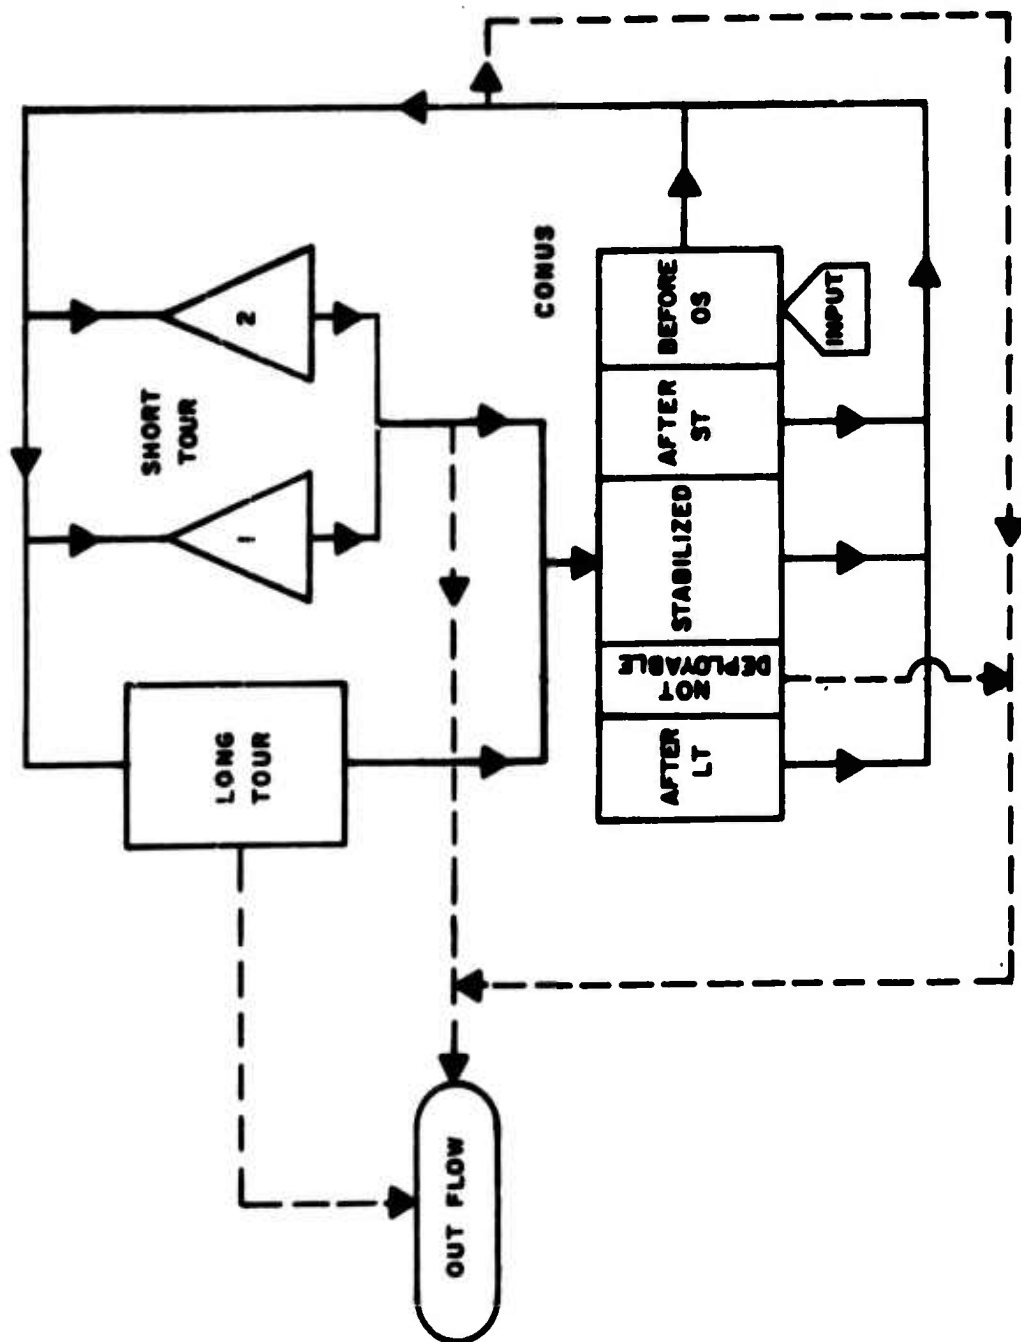 SHORT
TOUR
2
1
LONG
TOUR
CONUS
BEFORE
OS
AFTER
ST
STABILIZED
NOT
DEPLOYABLE
AFTER
LT
INPUT
OUT FLOW